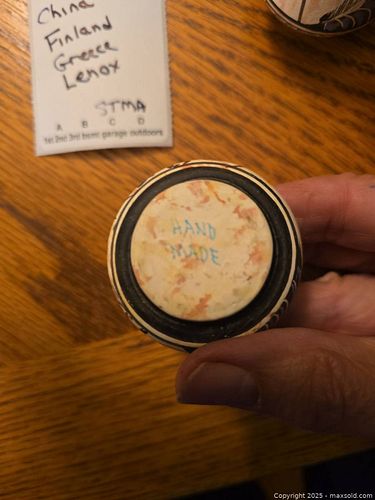 China
Finland
Greece
Lenox
STMA
A B C D
1st 2nd 3rd bsmt garage outdoors
HAND
MADE
Copyright 2025 - maxsold.com